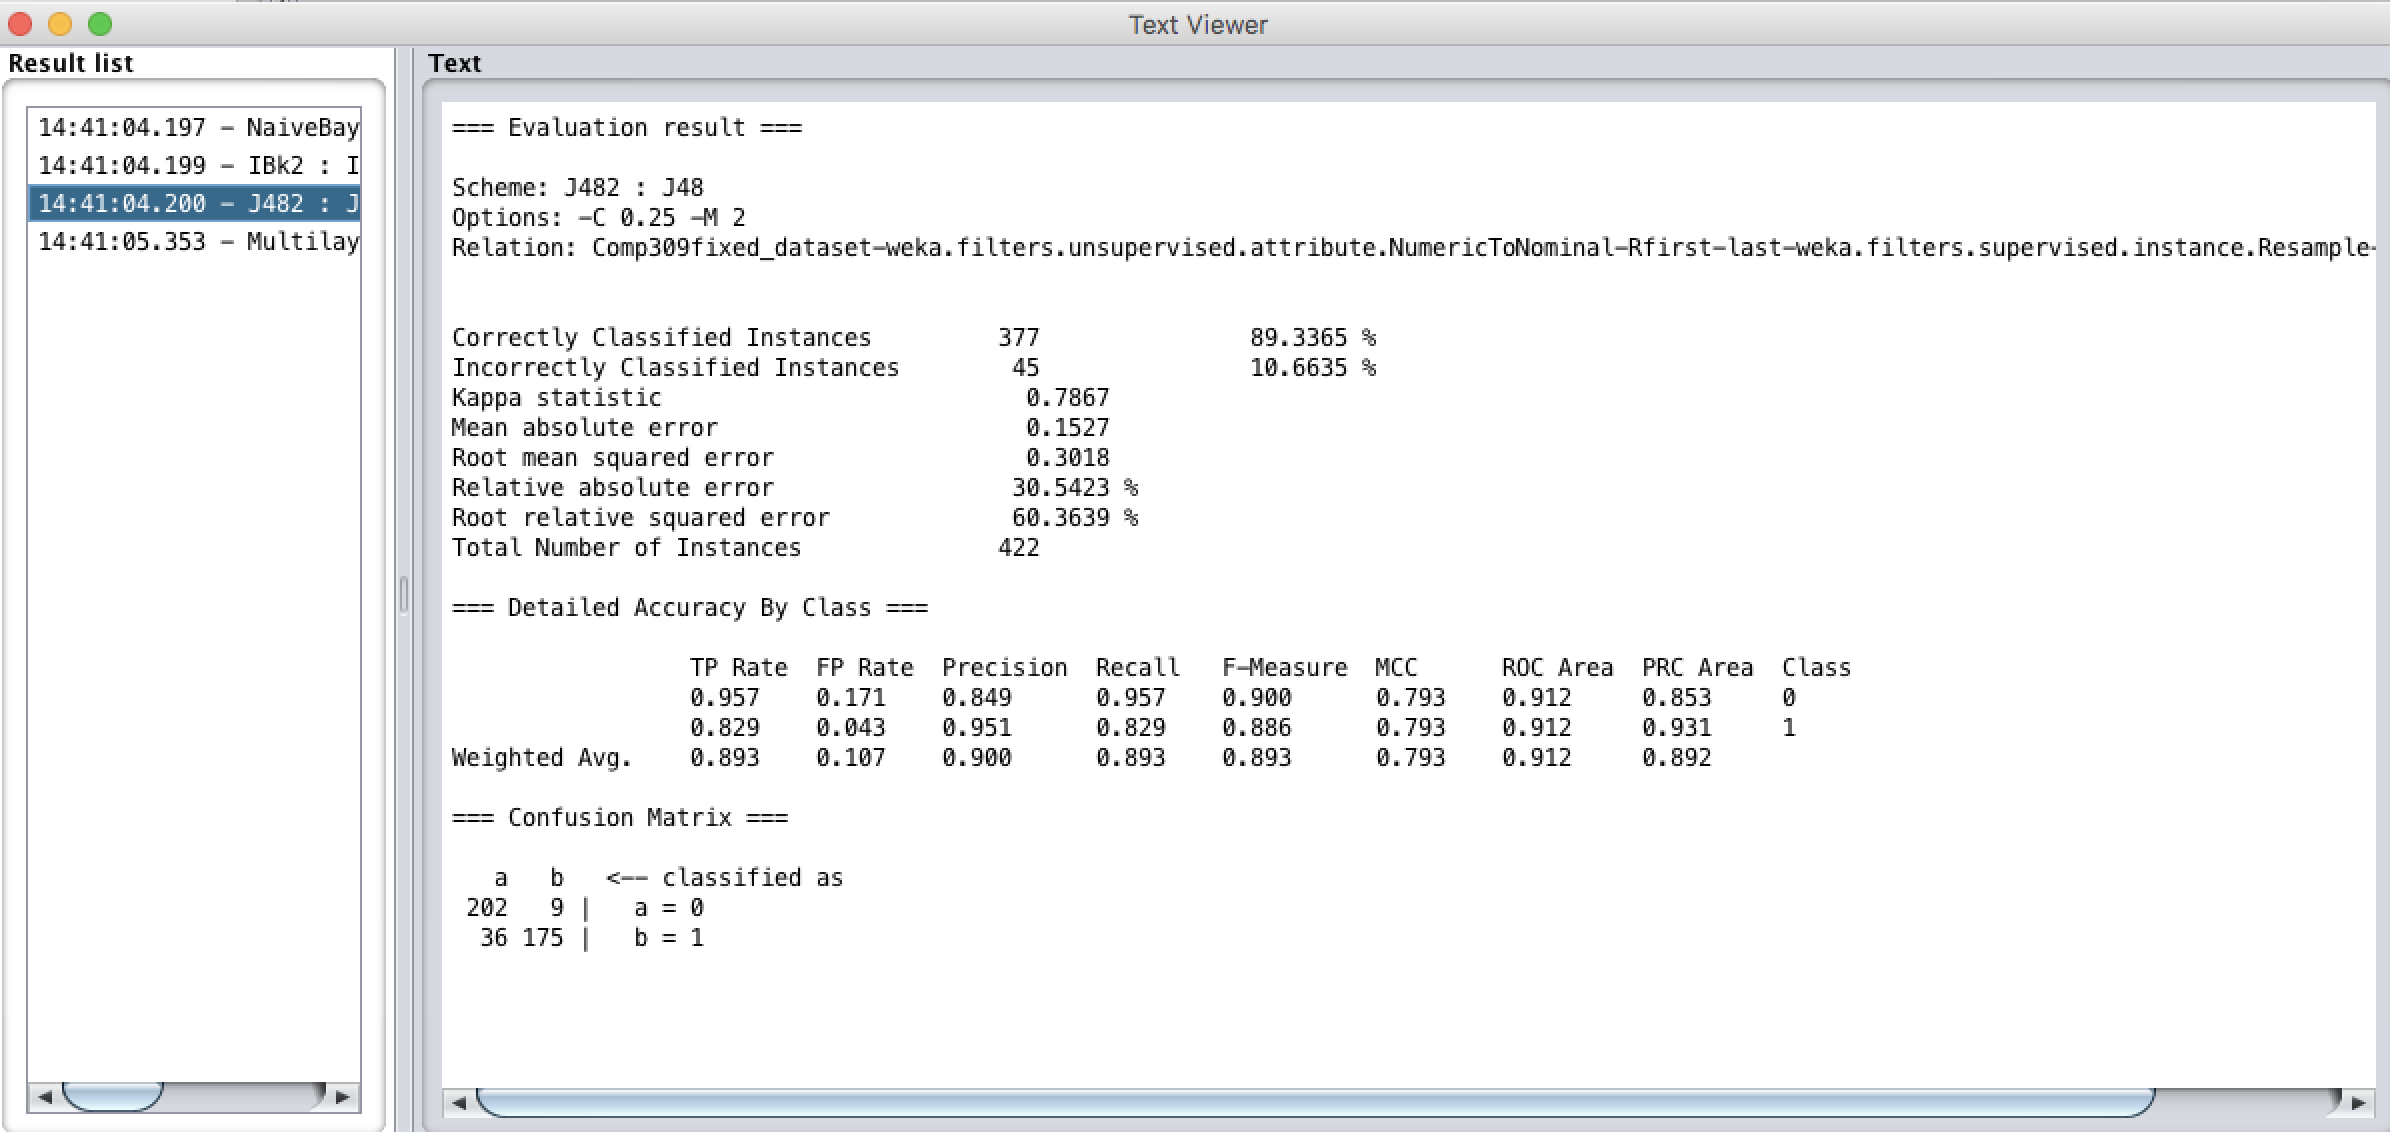 Text Viewer
Result list
14:41:04.197 – NaiveBay
14:41:04.199 – IBk2 : I
14:41:04.200 – J482 : J
14:41:05.353 – Multilay
Text
=== Evaluation result ===
Scheme: J482 : J48
Options: -C 0.25 -M 2
Relation: Comp309fixed_dataset-weka.filters.unsupervised.attribute.NumericToNominal-Rfirst-last-weka.filters.supervised.instance.Resample-
Correctly Classified Instances 377 89.3365 %
Incorrectly Classified Instances 45 10.6635 %
Kappa statistic 0.7867
Mean absolute error 0.1527
Root mean squared error 0.3018
Relative absolute error 30.5423 %
Root relative squared error 60.3639 %
Total Number of Instances 422
=== Detailed Accuracy By Class ===
TP Rate FP Rate Precision Recall F-Measure MCC ROC Area PRC Area Class
0.957 0.171 0.849 0.957 0.900 0.793 0.912 0.853 0
0.829 0.043 0.951 0.829 0.886 0.793 0.912 0.931 1
Weighted Avg. 0.893 0.107 0.900 0.893 0.893 0.793 0.912 0.892
=== Confusion Matrix ===
a b <-- classified as
202 9 | a = 0
36 175 | b = 1